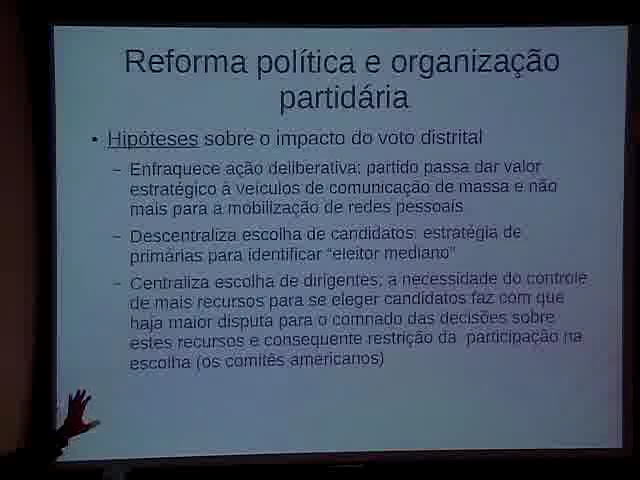 Reforma política e organização
partidária
• Hipóteses sobre o impacto do voto distrital
– Enfraquece ação deliberativa: partido passa dar valor
estratégico à veículos de comunicação de massa e não
mais para a mobilização de redes pessoais
– Descentraliza escolha de candidatos: estratégia de
primárias para identificar "eleitor mediano"
– Centraliza escolha de dirigentes: a necessidade do controle
de mais recursos para se eleger candidatos faz com que
haja maior disputa para o comnado das decisões sobre
estes recursos e consequente restrição da participação na
escolha (os comitês americanos)